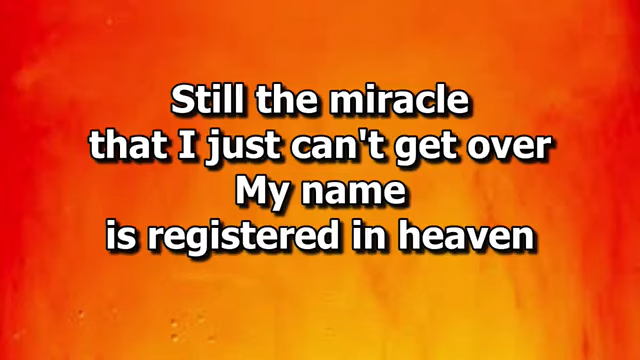 Still the miracle
that I just can't get over
My name
is registered in heaven